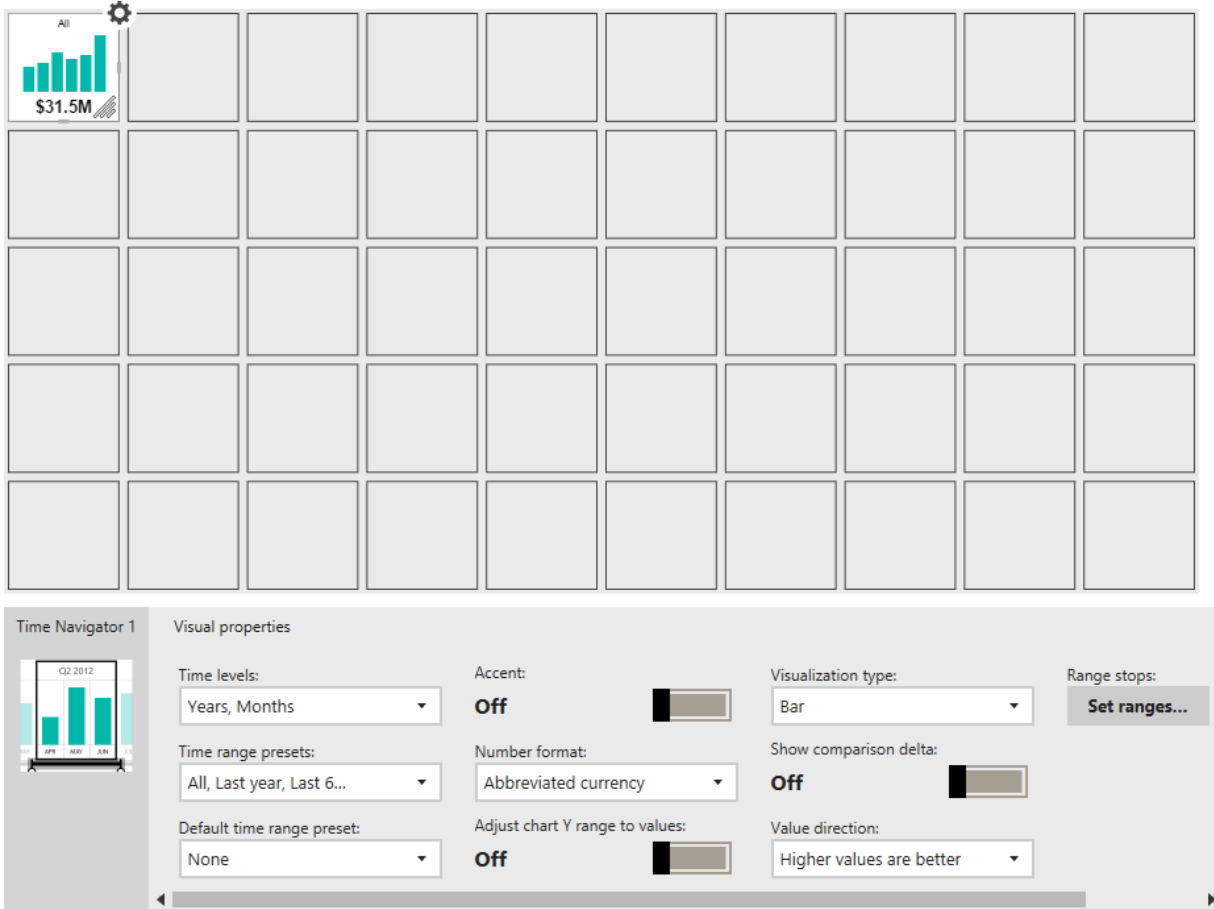 All
$31.5M
Time Navigator 1
Visual properties
Q2 2012
APR MAY JUN
Time levels:
Years, Months
Time range presets:
All, Last year, Last 6...
Default time range preset:
None
Accent:
Off
Number format:
Abbreviated currency
Adjust chart Y range to values:
Off
Visualization type:
Bar
Show comparison delta:
Off
Value direction:
Higher values are better
Range stops:
Set ranges...